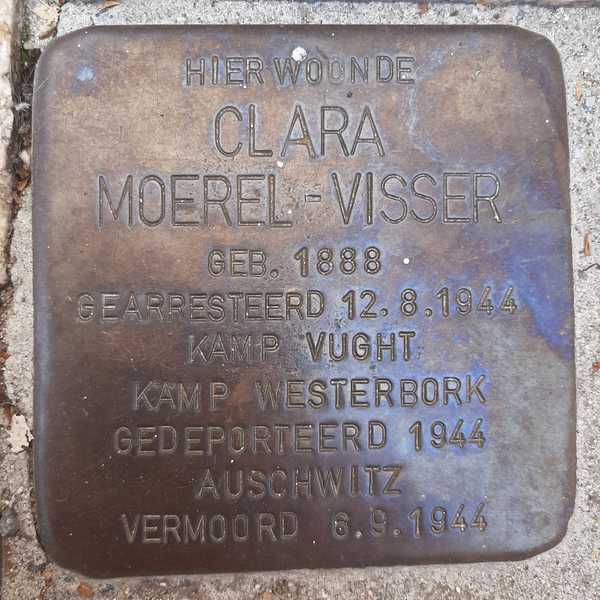 HIER WOONDE
CLARA
MOEREL-VISSER
GEB. 1888
GEARRESTEERD 12.8.1944
KAMP VUGHT
KAMP WESTERBORK
GEDEPORTEERD 1944
AUSCHWITZ
VERMOORD 6.9.1944